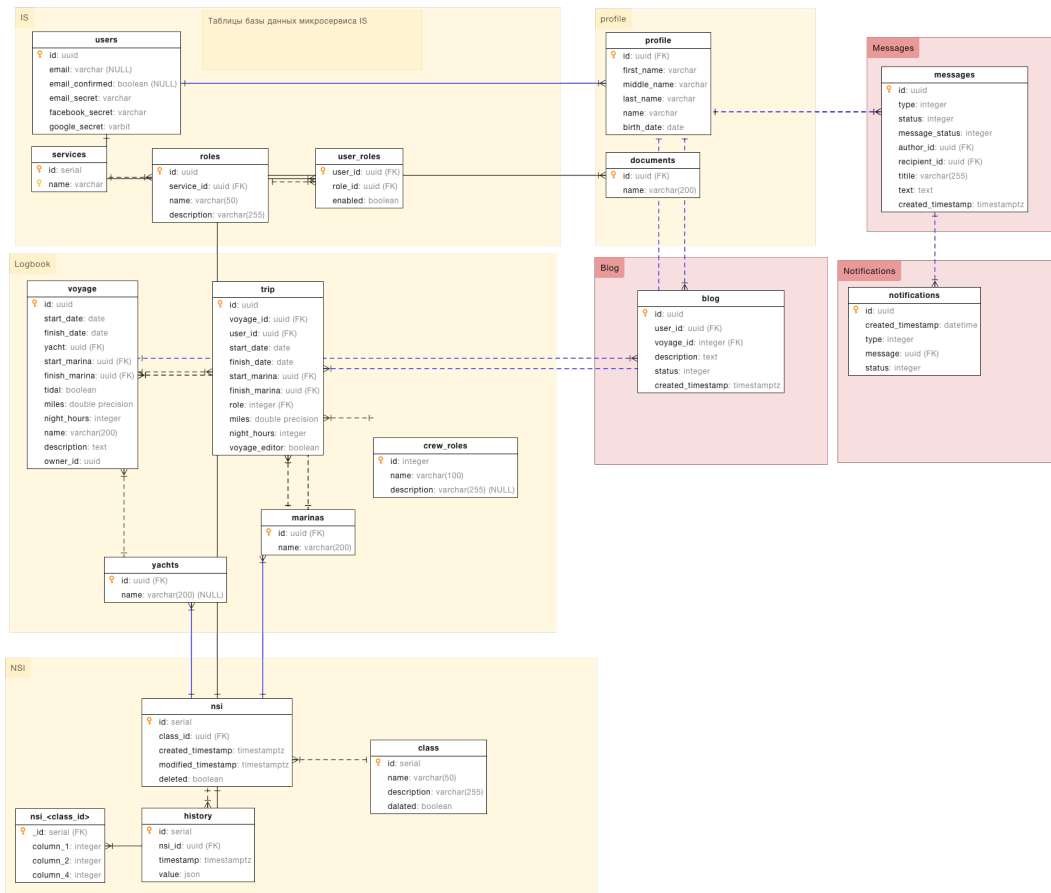 IS
Таблицы базы данных микросервиса IS
users
id: uuid
email: varchar (NULL)
email_confirmed: boolean (NULL)
email_secret: varchar
facebook_secret: varchar
google_secret: varbit
services
id: serial
name: varchar
roles
id: uuid
service_id: uuid (FK)
name: varchar(50)
description: varchar(255)
user_roles
user_id: uuid (FK)
role_id: uuid (FK)
enabled: boolean
profile
profile
id: uuid (FK)
first_name: varchar
middle_name: varchar
last_name: varchar
name: varchar
birth_date: date
documents
id: uuid (FK)
name: varchar(200)
Messages
messages
id: uuid
type: integer
status: integer
message_status: integer
author_id: uuid (FK)
recipient_id: uuid (FK)
titile: varchar(255)
text: text
created_timestamp: timestamptz
Logbook
voyage
id: uuid
start_date: date
finish_date: date
yacht: uuid (FK)
start_marina: uuid (FK)
finish_marina: uuid (FK)
tidal: boolean
miles: double precision
night_hours: integer
name: varchar(200)
description: text
owner_id: uuid
trip
id: uuid
voyage_id: uuid (FK)
user_id: uuid (FK)
start_date: date
finish_date: date
start_marina: uuid (FK)
finish_marina: uuid (FK)
role: integer (FK)
miles: double precision
night_hours: integer
voyage_editor: boolean
crew_roles
id: integer
name: varchar(100)
description: varchar(255) (NULL)
marinas
id: uuid (FK)
name: varchar(200)
yachts
id: uuid (FK)
name: varchar(200) (NULL)
Blog
blog
id: uuid
user_id: uuid (FK)
voyage_id: integer (FK)
description: text
status: integer
created_timestamp: timestamptz
Notifications
notifications
id: uuid
created_timestamp: datetime
type: integer
message: uuid (FK)
status: integer
NSI
nsi
id: serial
class_id: uuid (FK)
created_timestamp: timestamptz
modified_timestamp: timestamptz
deleted: boolean
class
id: serial
name: varchar(50)
description: varchar(255)
dalated: boolean
nsi_<class_id>
_id: serial (FK)
column_1: integer
column_2: integer
column_4: integer
history
id: serial
nsi_id: uuid (FK)
timestamp: timestamptz
value: json